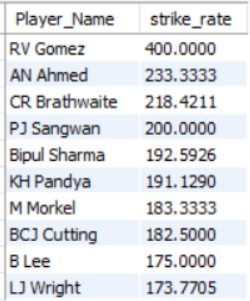 Player_Name strike_rate
RV Gomez 400.0000
AN Ahmed 233.3333
CR Brathwaite 218.4211
PJ Sangwan 200.0000
Bipul Sharma 192.5926
KH Pandya 191.1290
M Morkel 183.3333
BCJ Cutting 182.5000
B Lee 175.0000
LJ Wright 173.7705